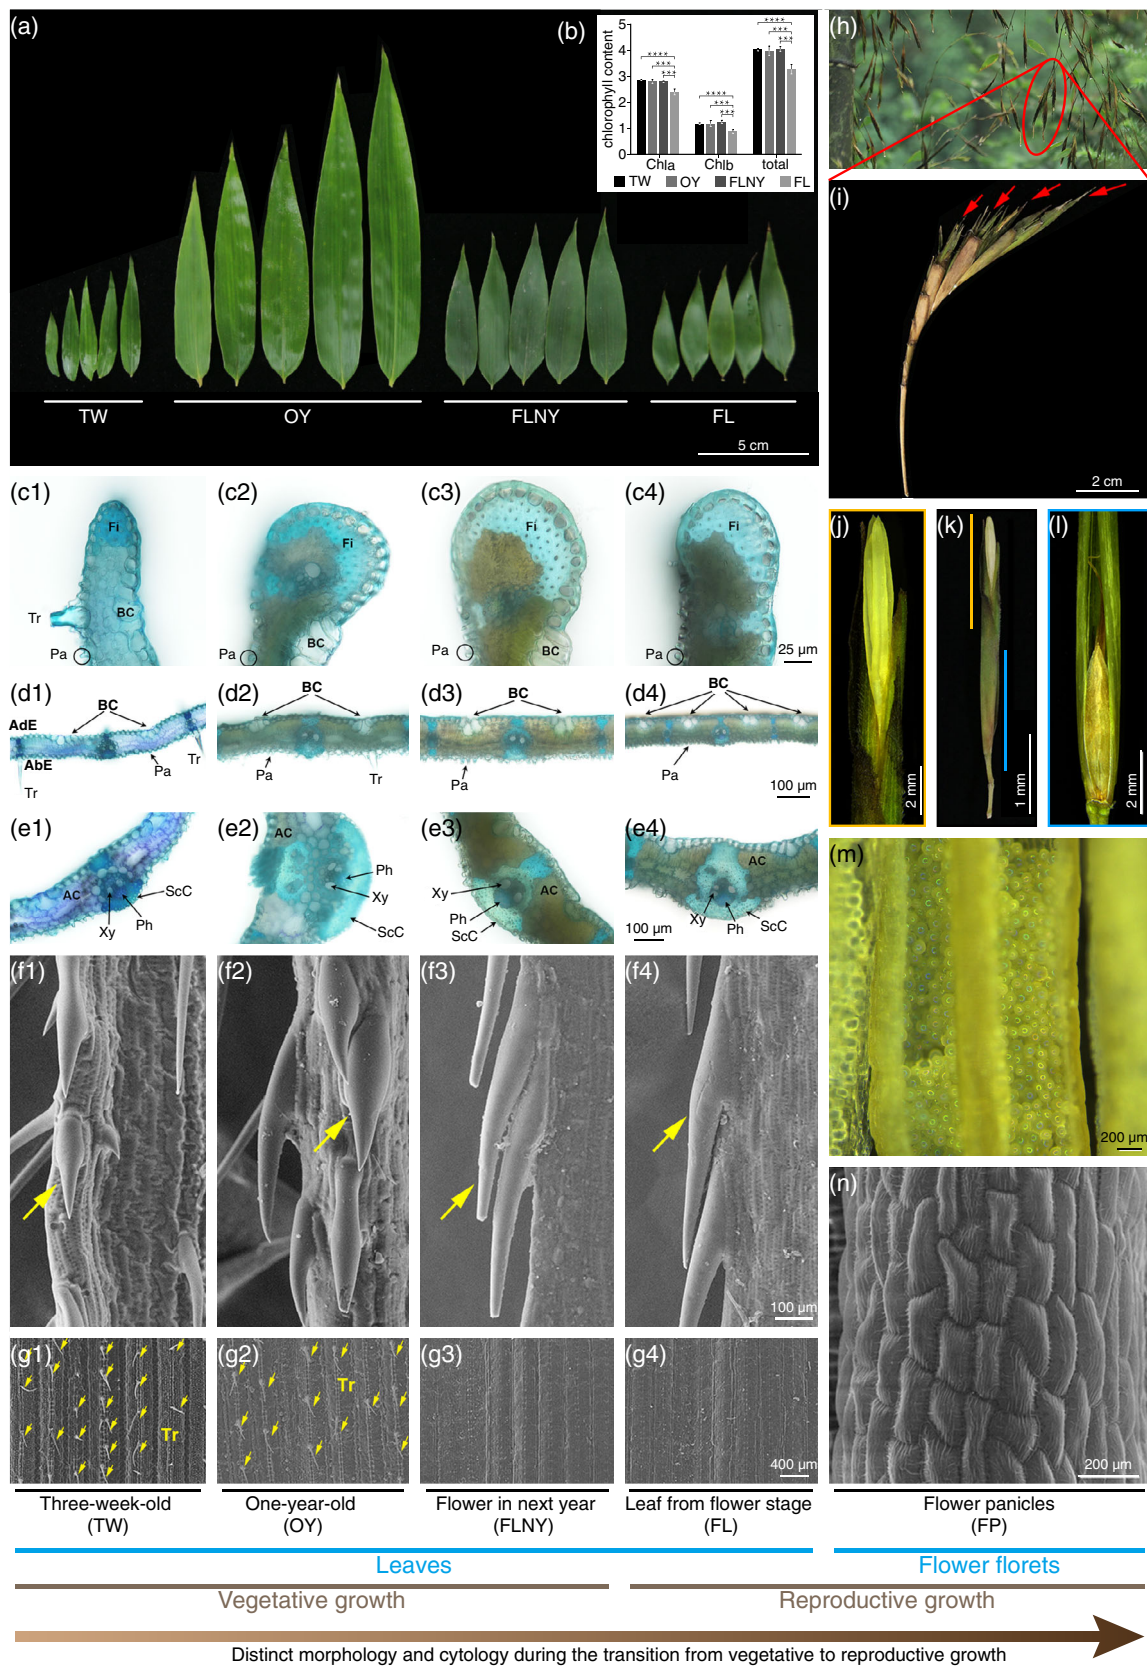 (a)
TW
OY
FLNY
FL
5 cm
(b)
chlorophyll content
5
4
3
2
1
0
****
***
***
****
***
***
****
***
***
Chla
Chlb
total
TW
OY
FLNY
FL
(h)
(i)
2 cm
(c1)
Fi
BC
Tr
Pa
(c2)
Fi
BC
Pa
(c3)
Fi
BC
Pa
(c4)
Fi
Pa
25 µm
(d1)
BC
AdE
AbE
Pa
Tr
Tr
(d2)
BC
Pa
Tr
(d3)
BC
Pa
(d4)
BC
Pa
100 µm
(j)
2 mm
(k)
1 mm
(l)
2 mm
(e1)
AC
ScC
Xy
Ph
(e2)
AC
Ph
Xy
ScC
(e3)
Xy
AC
Ph
ScC
(e4)
AC
Xy
Ph
ScC
100 µm
(m)
200 µm
(f1)
(f2)
(f3)
(f4)
100 µm
(n)
200 µm
(g1)
Tr
(g2)
Tr
(g3)
(g4)
400 µm
Three-week-old
(TW)
One-year-old
(OY)
Flower in next year
(FLNY)
Leaf from flower stage
(FL)
Flower panicles
(FP)
Leaves
Flower florets
Vegetative growth
Reproductive growth
Distinct morphology and cytology during the transition from vegetative to reproductive growth